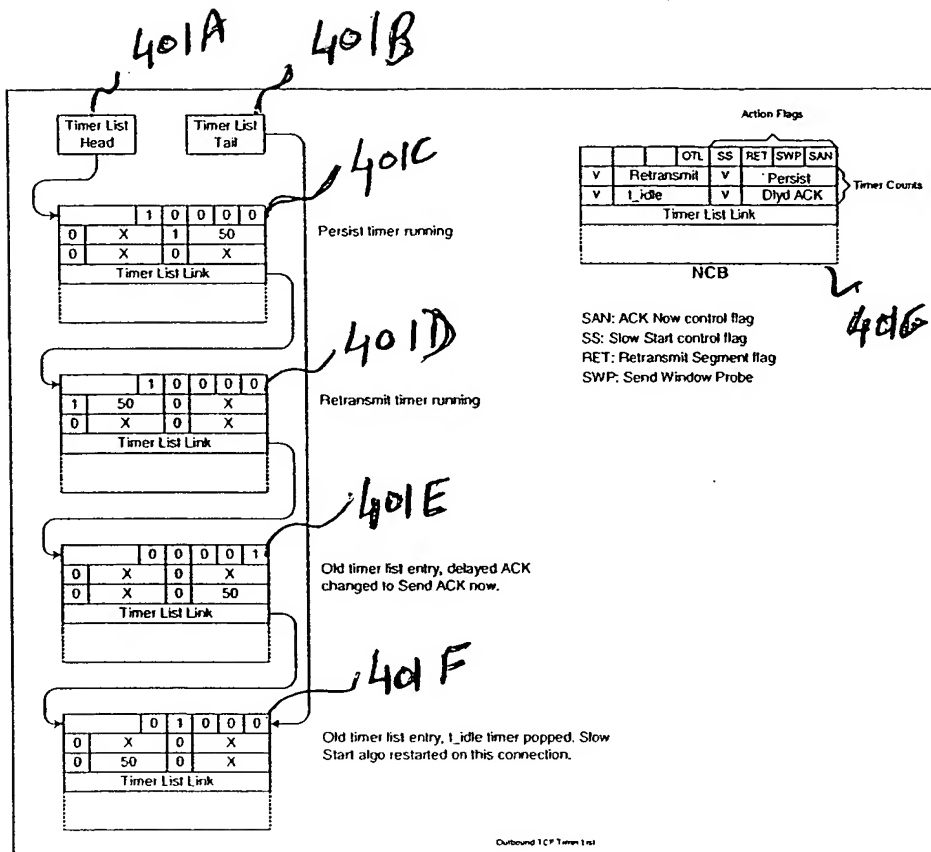 401A
401B
Timer List
Head
Timer List
Tail
401C
1 0 0 0 0
0 X 1 50
0 X 0 X
Timer List Link
Persist timer running
401D
1 0 0 0 0
1 50 0 X
0 X 0 X
Timer List Link
Retransmit timer running
401E
0 0 0 0 1
0 X 0 X
0 X 0 50
Timer List Link
Old timer list entry, delayed ACK
changed to Send ACK now.
401F
0 1 0 0 0
0 X 0 X
0 50 0 X
Timer List Link
Old timer list entry, t_idle timer popped. Slow
Start algo restarted on this connection.
Action Flags
OTL SS RET SWP SAN
v Retransmit v Persist
v t_idle v Dlyd ACK
Timer Counts
Timer List Link
NCB
401G
SAN: ACK Now control flag
SS: Slow Start control flag
RET: Retransmit Segment flag
SWP: Send Window Probe
Outbound TCP Timer List